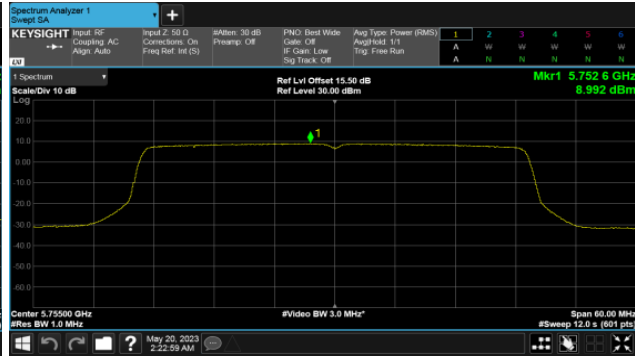 Spectrum Analyzer 1
Swept SA
+
KEYSIGHT
Input: RF
Coupling: AC
Align: Auto
Input Z: 50 Ω
Corrections: On
Freq Ref: Int (S)
#Atten: 30 dB
Preamp: Off
PNO: Best Wide
Gate: Off
IF Gain: Low
Sig Track: Off
Avg Type: Power (RMS)
Avg|Hold: 1/1
Trig: Free Run
1 2 3 4 5 6
A W W W W W
A N N N N N
LXI
1 Spectrum
Scale/Div 10 dB
Log
Ref Lvl Offset 15.50 dB
Ref Level 30.00 dBm
Mkr1 5.752 6 GHz
8.992 dBm
20.0
10.0
0.00
-10.0
-20.0
-30.0
-40.0
-50.0
-60.0
1
Center 5.75500 GHz
#Res BW 1.0 MHz
#Video BW 3.0 MHz*
Span 60.00 MHz
#Sweep 12.0 s (601 pts)
?
May 20, 2023
2:22:59 AM